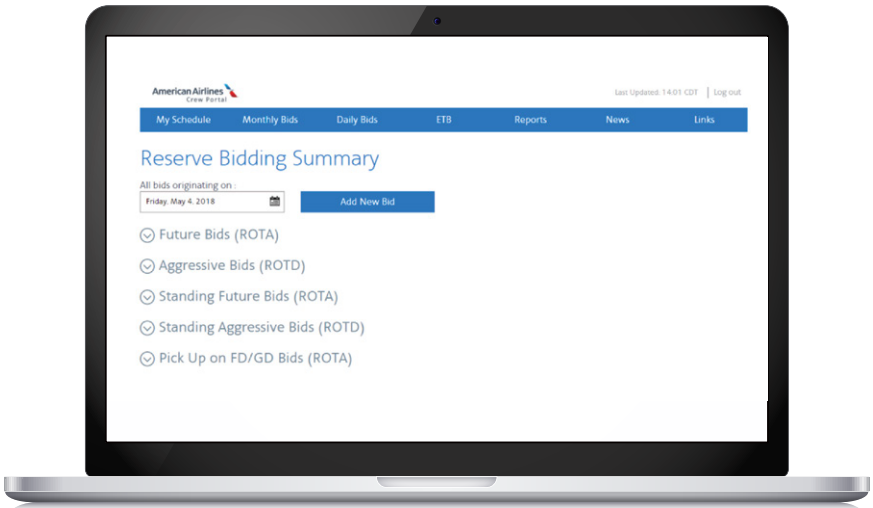 American Airlines
Crew Portal
Last Updated: 14:01 CDT | Log out
My Schedule Monthly Bids Daily Bids ETB Reports News Links
Reserve Bidding Summary
All bids originating on :
Friday, May 4, 2018 Add New Bid
Future Bids (ROTA)
Aggressive Bids (ROTD)
Standing Future Bids (ROTA)
Standing Aggressive Bids (ROTD)
Pick Up on FD/GD Bids (ROTA)